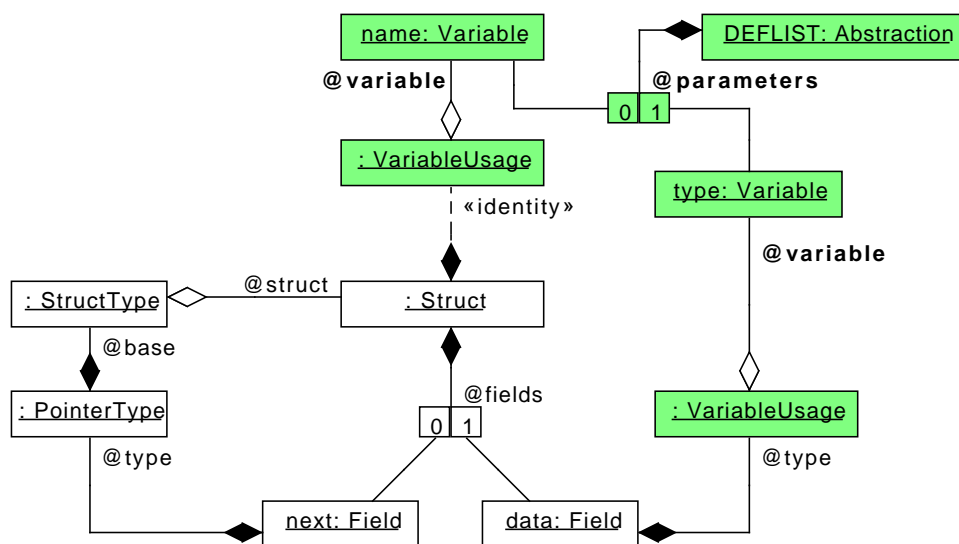 name: Variable
DEFLIST: Abstraction
@variable
@parameters
0 1
: VariableUsage
type: Variable
«identity»
@variable
@struct
: StructType
: Struct
@base
@fields
: PointerType
: VariableUsage
0 1
@type
@type
next: Field
data: Field